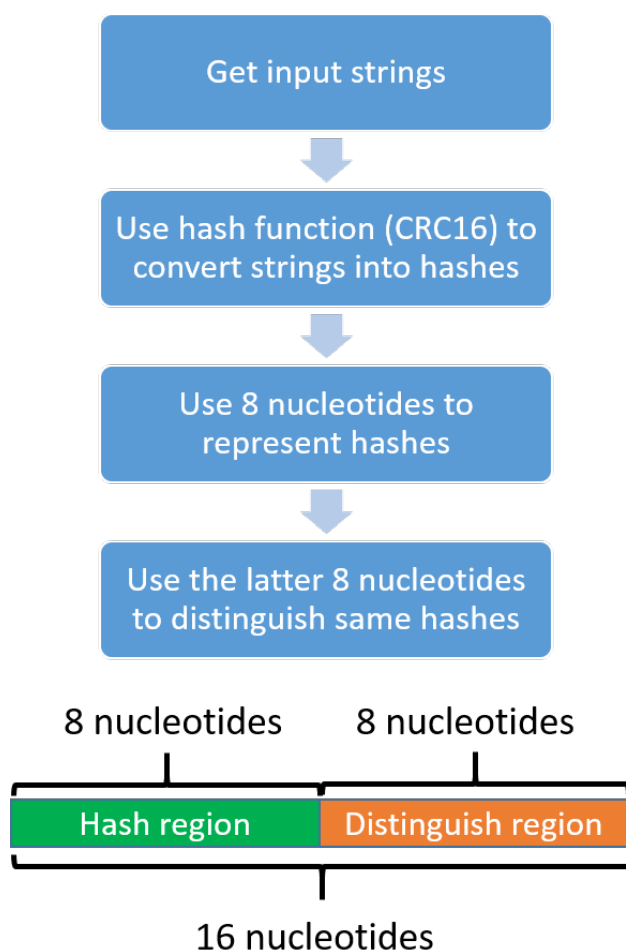 Get input strings
Use hash function (CRC16) to
convert strings into hashes
Use 8 nucleotides to
represent hashes
Use the latter 8 nucleotides
to distinguish same hashes
8 nucleotides
8 nucleotides
Hash region
Distinguish region
16 nucleotides